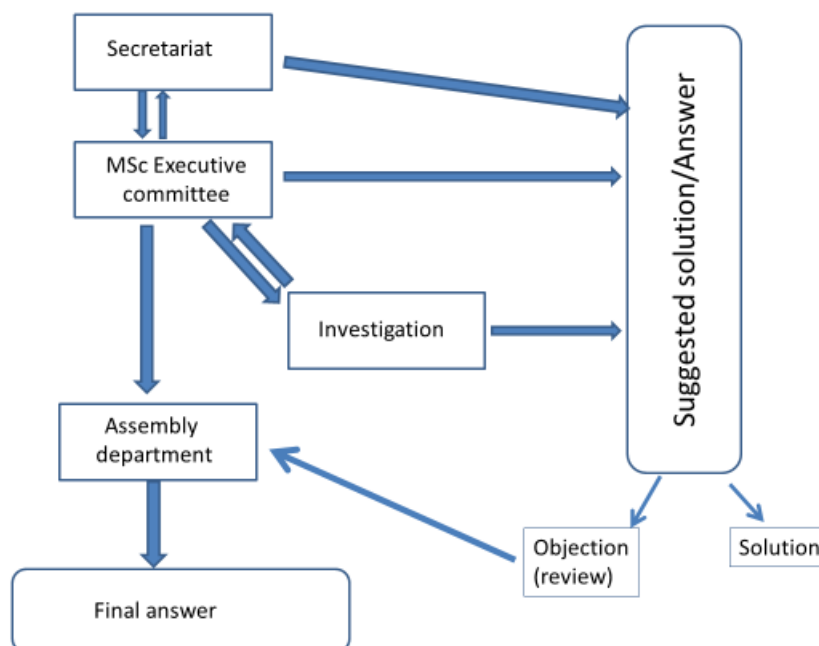 Secretariat
MSc Executive
committee
Suggested solution/Answer
Investigation
Assembly
department
Objection
(review)
Solution
Final answer